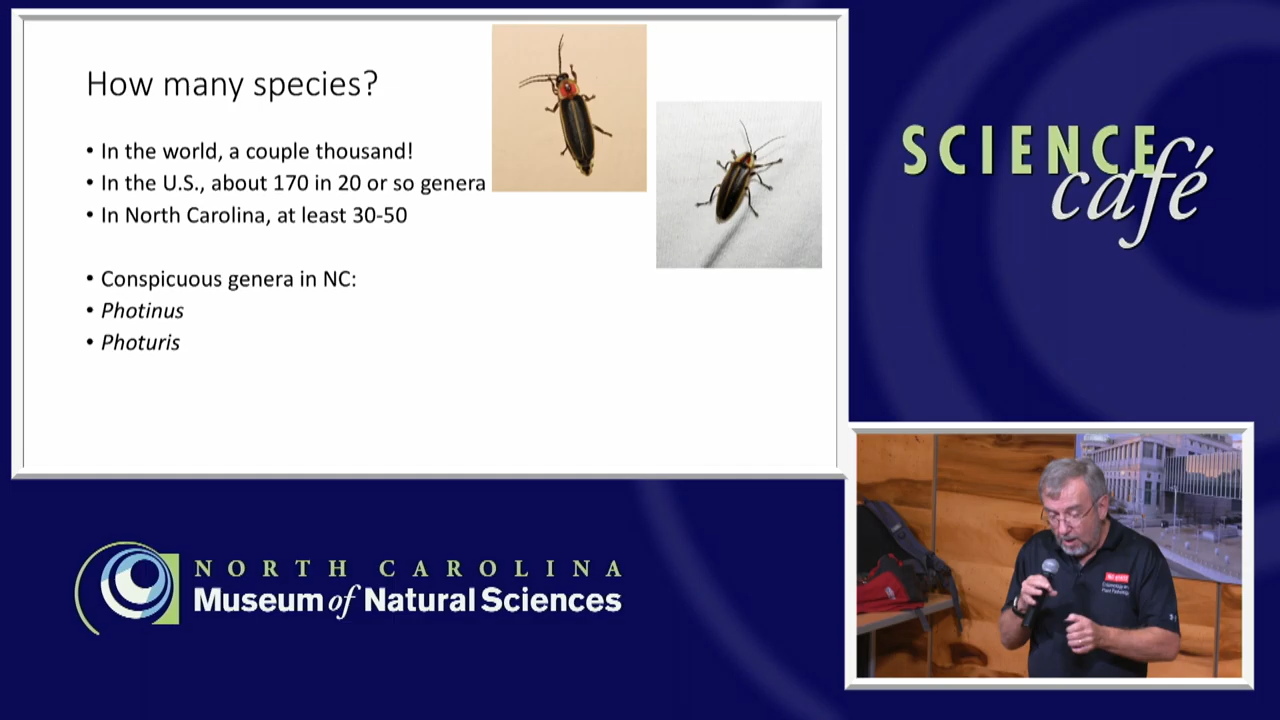 How many species?
• In the world, a couple thousand!
• In the U.S., about 170 in 20 or so genera
• In North Carolina, at least 30-50
• Conspicuous genera in NC:
• Photinus
• Photuris
SCIENCE
café
NORTH CAROLINA
Museum of Natural Sciences
NC STATE